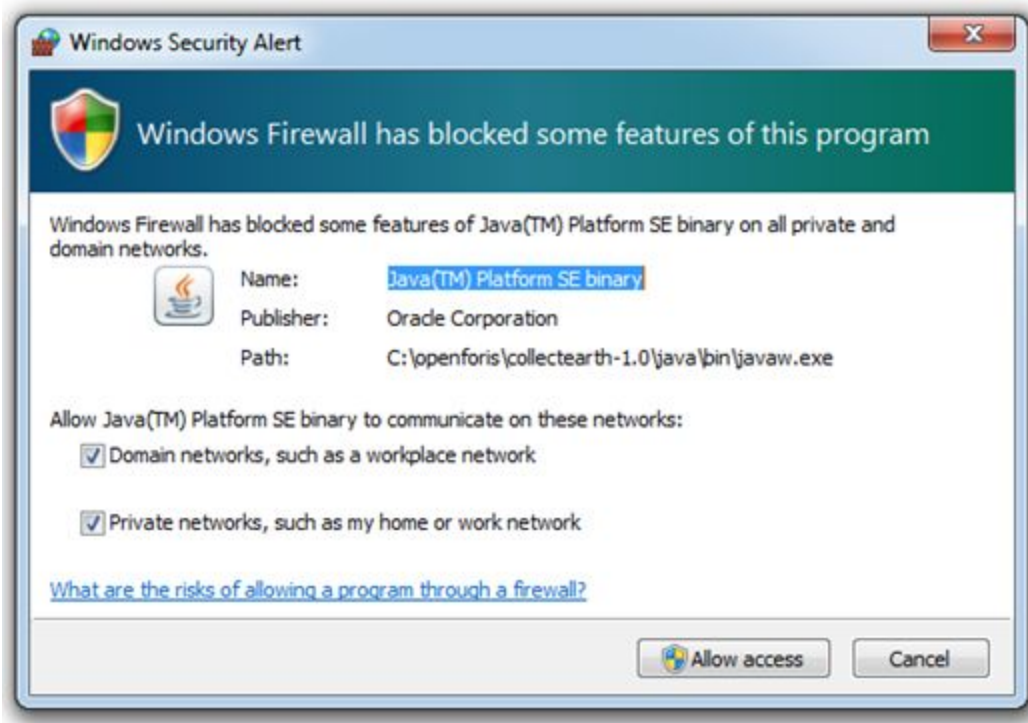 Windows Security Alert
Windows Firewall has blocked some features of this program
Windows Firewall has blocked some features of Java(TM) Platform SE binary on all private and
domain networks.
Name: Java(TM) Platform SE binary
Publisher: Oracle Corporation
Path: C:\openforis\collectearth-1.0\java\bin\javaw.exe
Allow Java(TM) Platform SE binary to communicate on these networks:
Domain networks, such as a workplace network
Private networks, such as my home or work network
What are the risks of allowing a program through a firewall?
Allow access Cancel